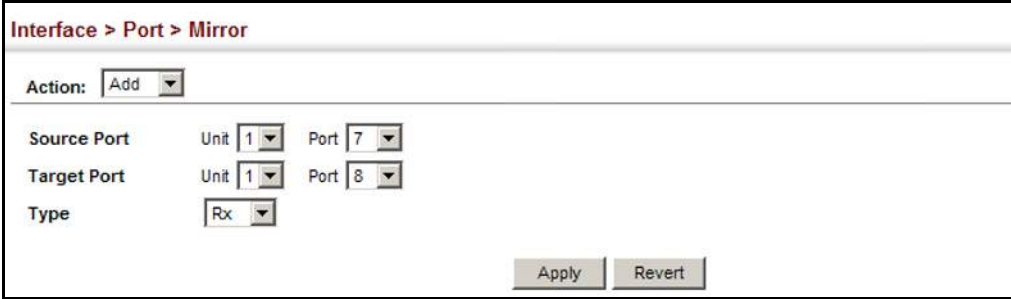 Interface > Port > Mirror
Action: Add
Source Port Unit 1 Port 7
Target Port Unit 1 Port 8
Type Rx
Apply Revert